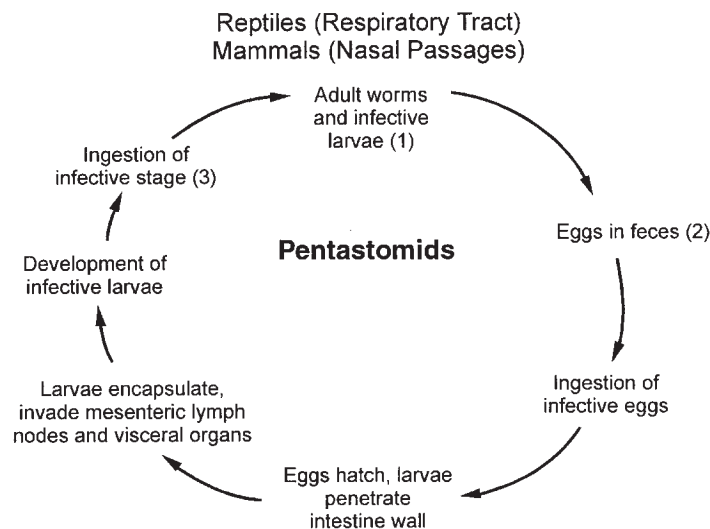 Reptiles (Respiratory Tract)
Mammals (Nasal Passages)
Adult worms
and infective
larvae (1)
Eggs in feces (2)
Ingestion of
infective eggs
Eggs hatch, larvae
penetrate
intestine wall
Larvae encapsulate,
invade mesenteric lymph
nodes and visceral organs
Development of
infective larvae
Ingestion of
infective stage (3)
Pentastomids